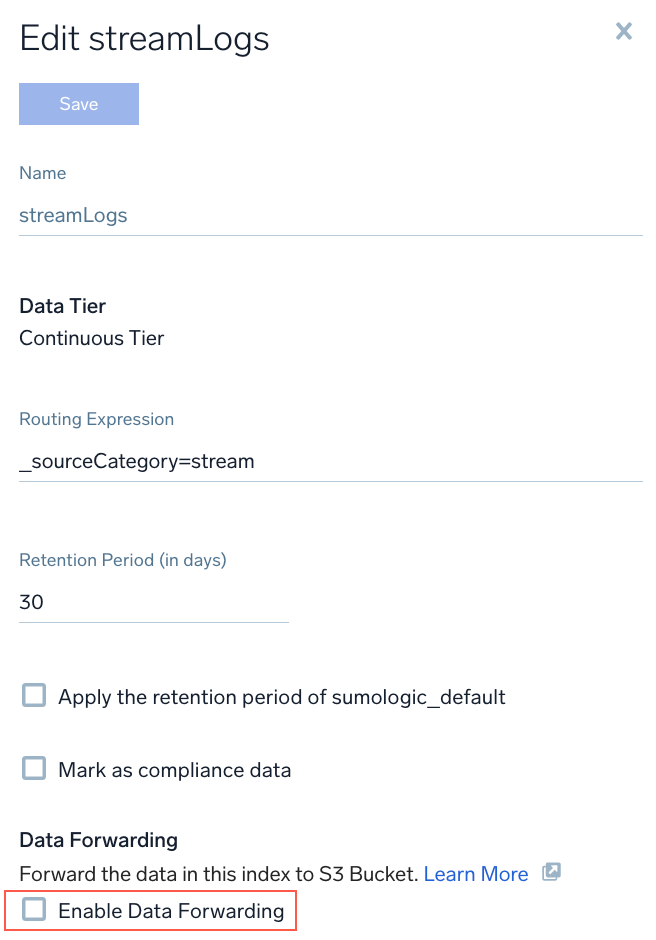 Edit streamLogs
Save
Name
streamLogs
Data Tier
Continuous Tier
Routing Expression
_sourceCategory=stream
Retention Period (in days)
30
Apply the retention period of sumologic_default
Mark as compliance data
Data Forwarding
Forward the data in this index to S3 Bucket. Learn More
Enable Data Forwarding